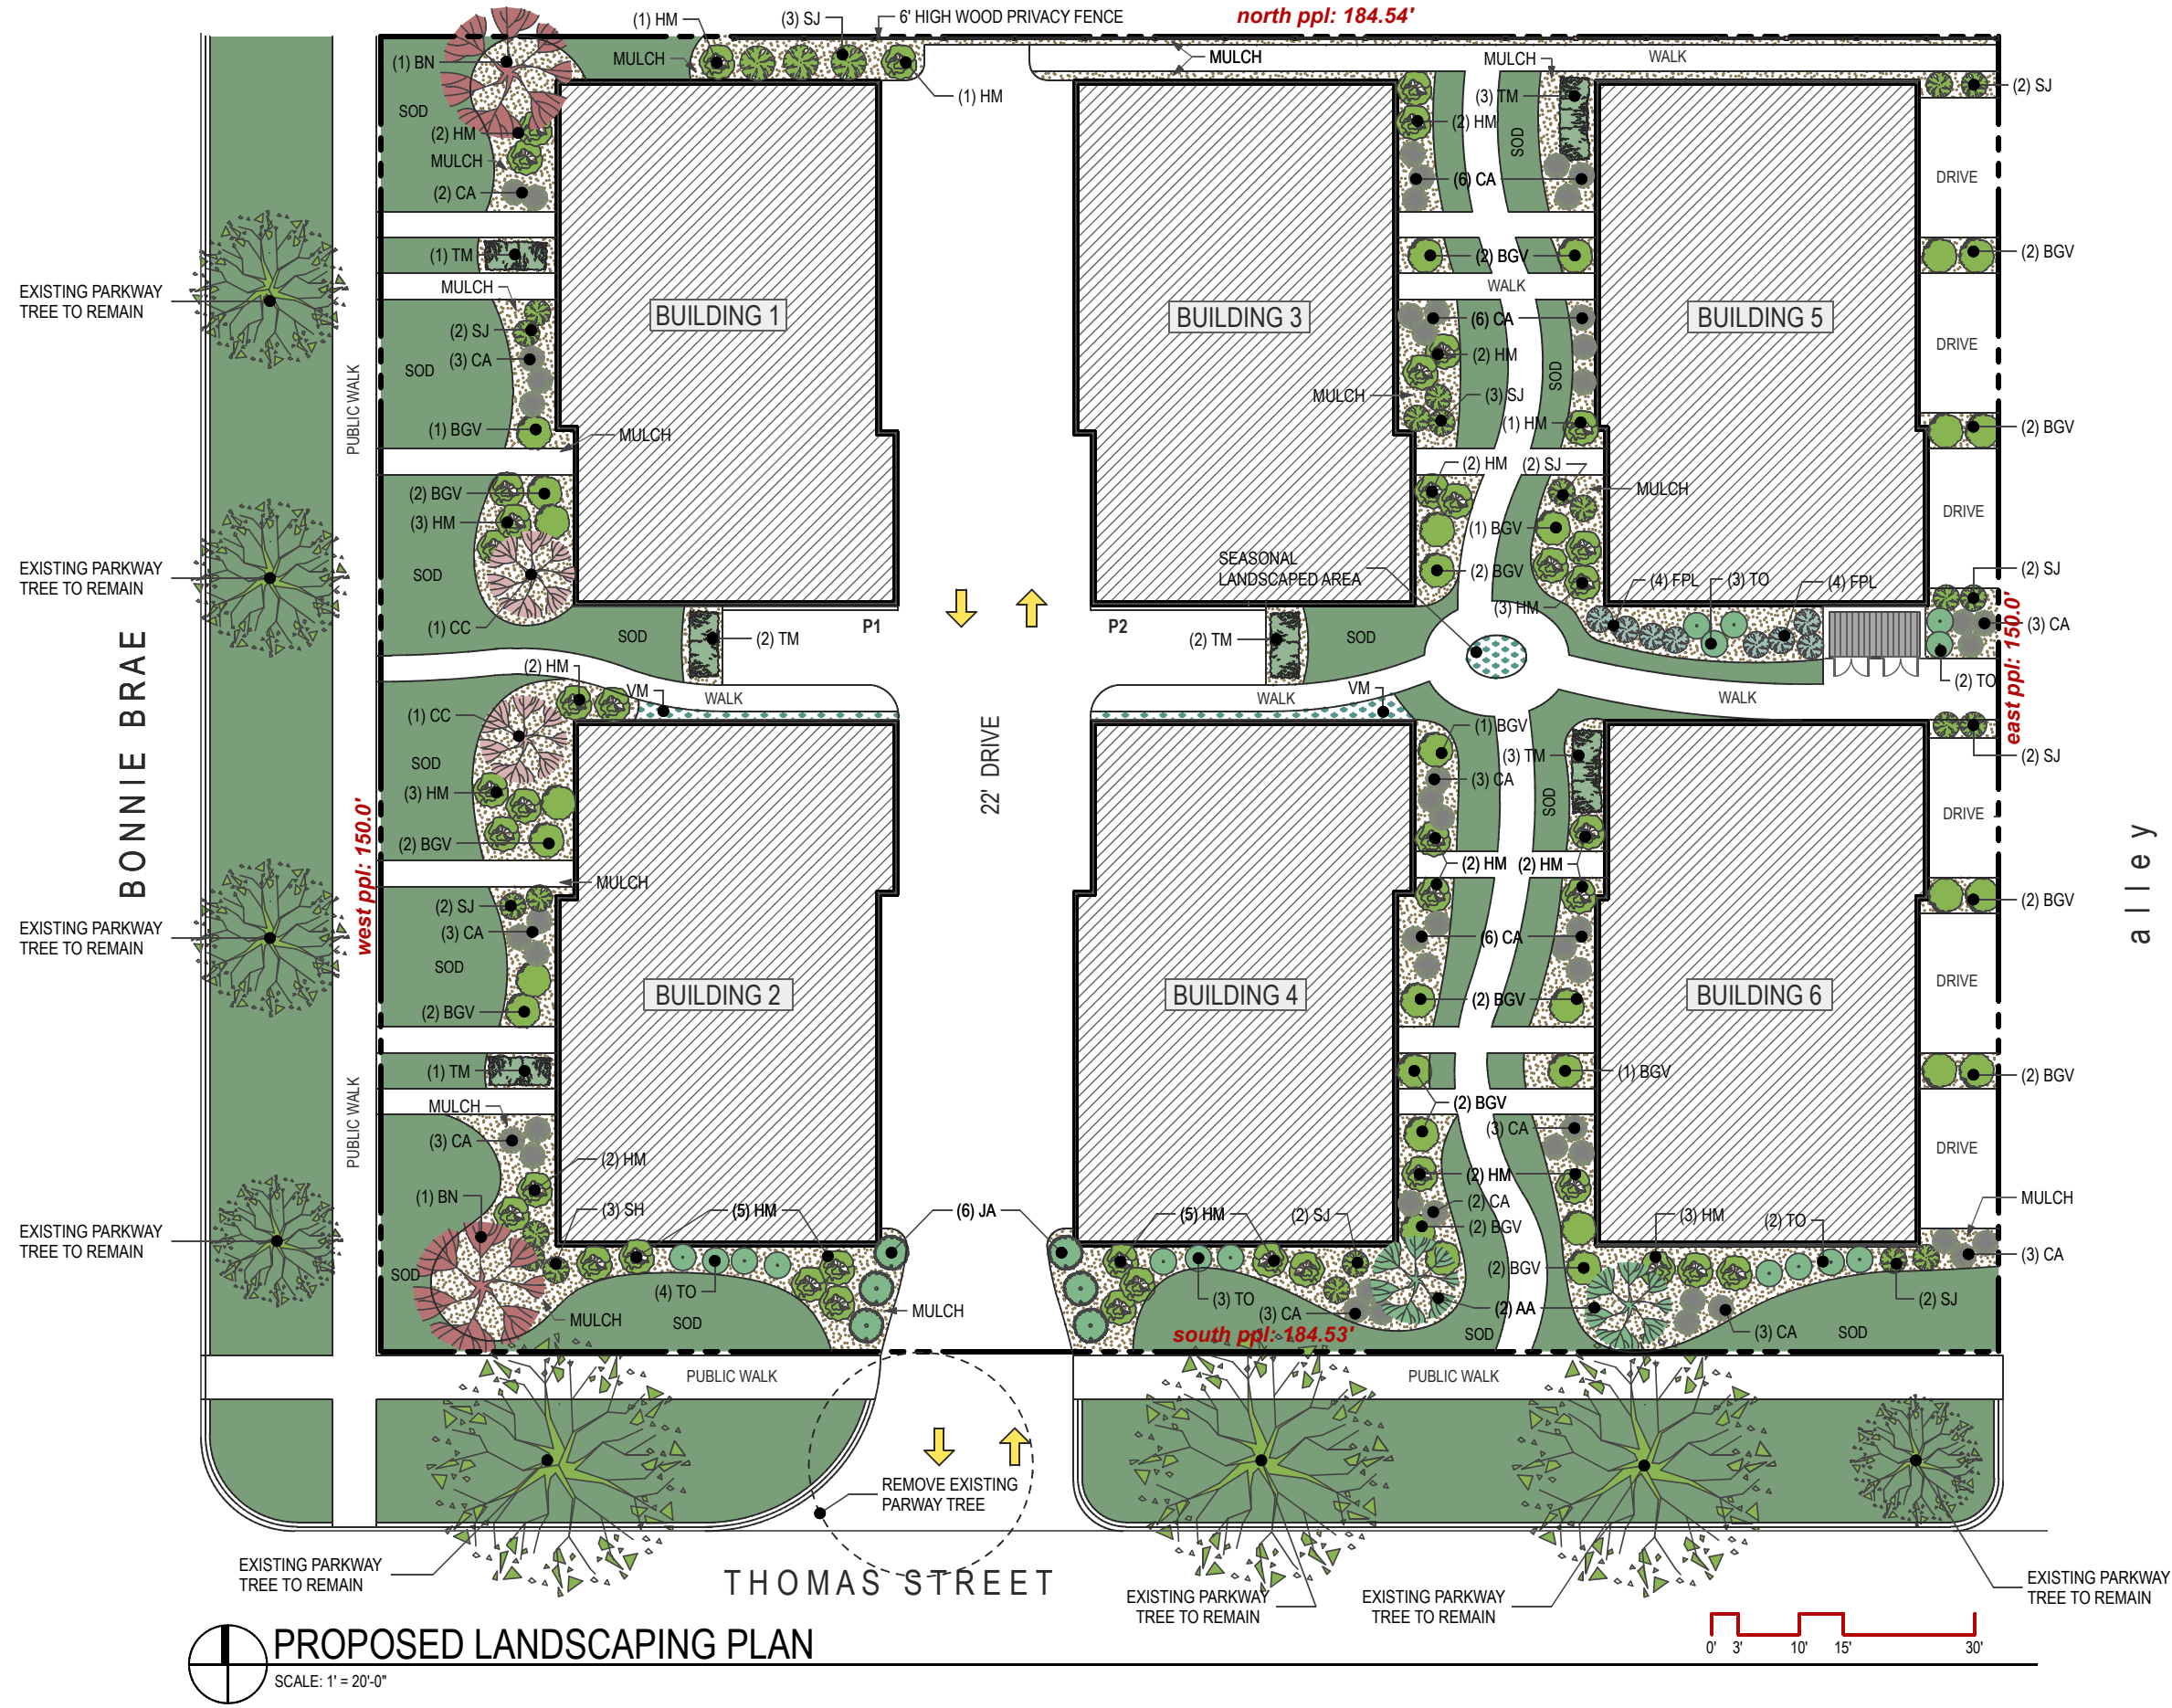 (1) HM
(3) SJ
6' HIGH WOOD PRIVACY FENCE
north ppl: 184.54'
(1) BN
MULCH
MULCH
MULCH
WALK
(1) HM
(3) TM
(2) SJ
SOD
(2) HM
(2) HM
SOD
MULCH
(2) CA
(6) CA
DRIVE
(1) TM
(2) BGV
(2) BGV
MULCH
WALK
EXISTING PARKWAY
TREE TO REMAIN
BUILDING 1
BUILDING 3
BUILDING 5
(2) SJ
(6) CA
(3) CA
(2) HM
DRIVE
SOD
SOD
PUBLIC WALK
MULCH
(3) SJ
(1) BGV
MULCH
(1) HM
(2) BGV
(2) HM
(2) SJ
(2) BGV
MULCH
(3) HM
(1) BGV
DRIVE
SEASONAL
LANDSCAPED AREA
EXISTING PARKWAY
TREE TO REMAIN
SOD
(2) BGV
(4) FPL
(3) TO
(4) FPL
(2) SJ
(3) HM
(1) CC
SOD
(2) TM
P1
P2
(2) TM
SOD
(3) CA
east ppl: 150.0'
(2) HM
VM
WALK
WALK
VM
WALK
(2) TO
(1) CC
(1) BGV
(3) TM
(2) SJ
BONNIE BRAE
SOD
22' DRIVE
(3) CA
(3) HM
SOD
DRIVE
west ppl: 150.0'
(2) BGV
(2) HM
(2) HM
alley
MULCH
(2) SJ
(2) BGV
EXISTING PARKWAY
TREE TO REMAIN
(3) CA
(6) CA
SOD
BUILDING 2
BUILDING 4
BUILDING 6
DRIVE
(2) BGV
(2) BGV
(1) TM
(1) BGV
(2) BGV
MULCH
(2) BGV
PUBLIC WALK
(3) CA
(3) CA
DRIVE
(2) HM
(2) HM
(1) BN
(3) SH
(5) HM
(6) JA
(5) HM
(2) SJ
(2) CA
(2) BGV
(3) HM
(2) TO
MULCH
EXISTING PARKWAY
TREE TO REMAIN
(3) CA
SOD
(2) BGV
(4) TO
(3) TO
(3) CA
(2) AA
(2) SJ
MULCH
SOD
MULCH
south ppl: 184.53'
SOD
(3) CA
SOD
PUBLIC WALK
PUBLIC WALK
REMOVE EXISTING
PARWAY TREE
EXISTING PARKWAY
TREE TO REMAIN
THOMAS STREET
EXISTING PARKWAY
TREE TO REMAIN
EXISTING PARKWAY
TREE TO REMAIN
EXISTING PARKWAY
TREE TO REMAIN
PROPOSED LANDSCAPING PLAN
0' 3' 10' 15' 30'
SCALE: 1' = 20'-0"